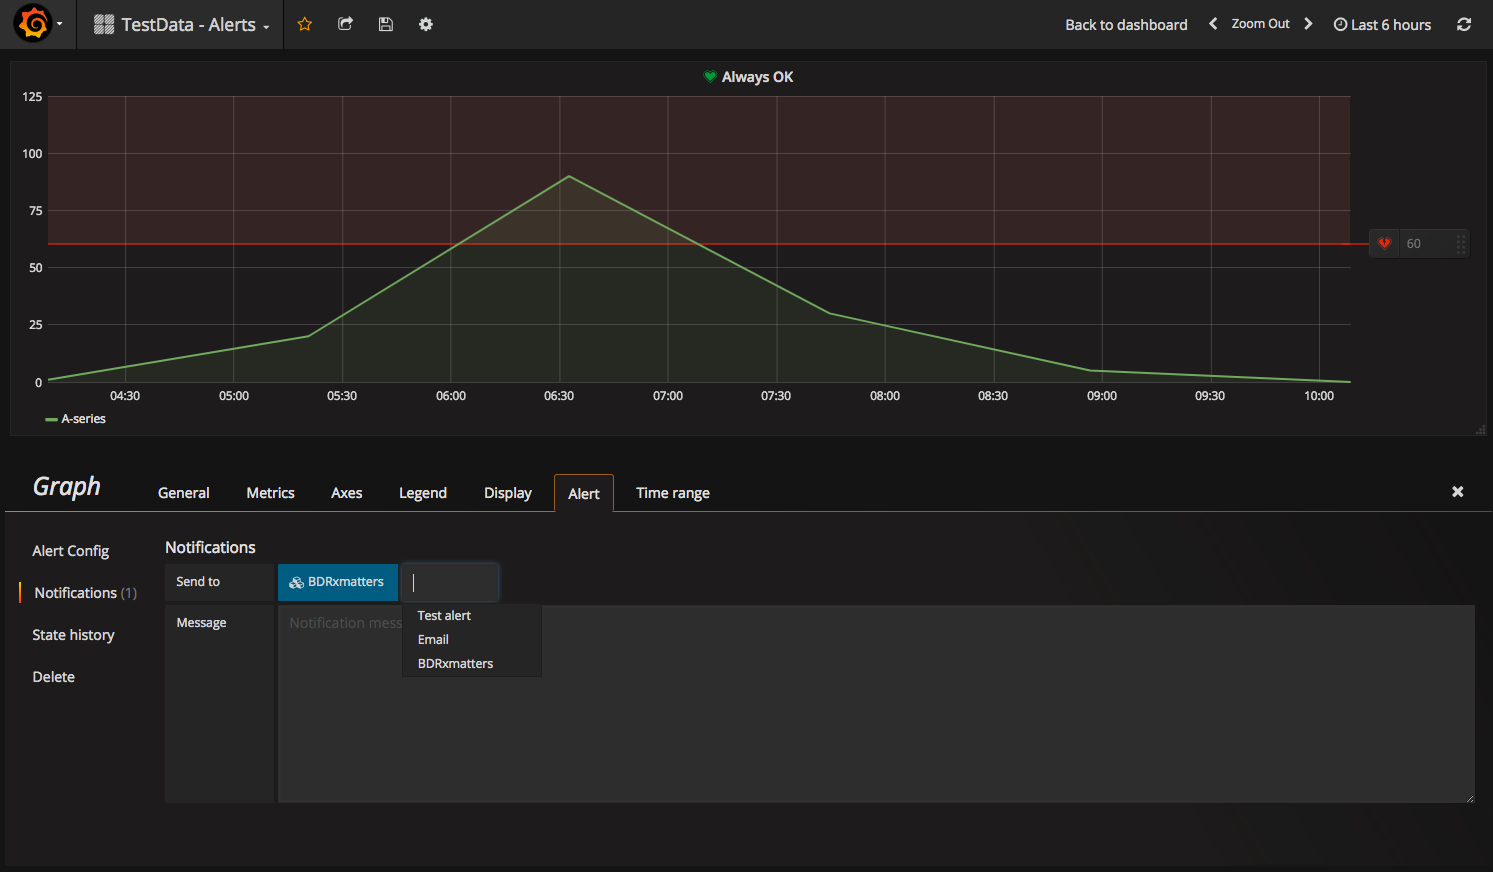 TestData - Alerts
Back to dashboard
Zoom Out
Last 6 hours
Always OK
125
100
75
50
25
0
60
04:30 05:00 05:30 06:00 06:30 07:00 07:30 08:00 08:30 09:00 09:30 10:00
A-series
Graph
General Metrics Axes Legend Display Alert Time range
Alert Config
Notifications (1)
State history
Delete
Notifications
Send to BDRxmatters
Message Notification mess
Test alert
Email
BDRxmatters